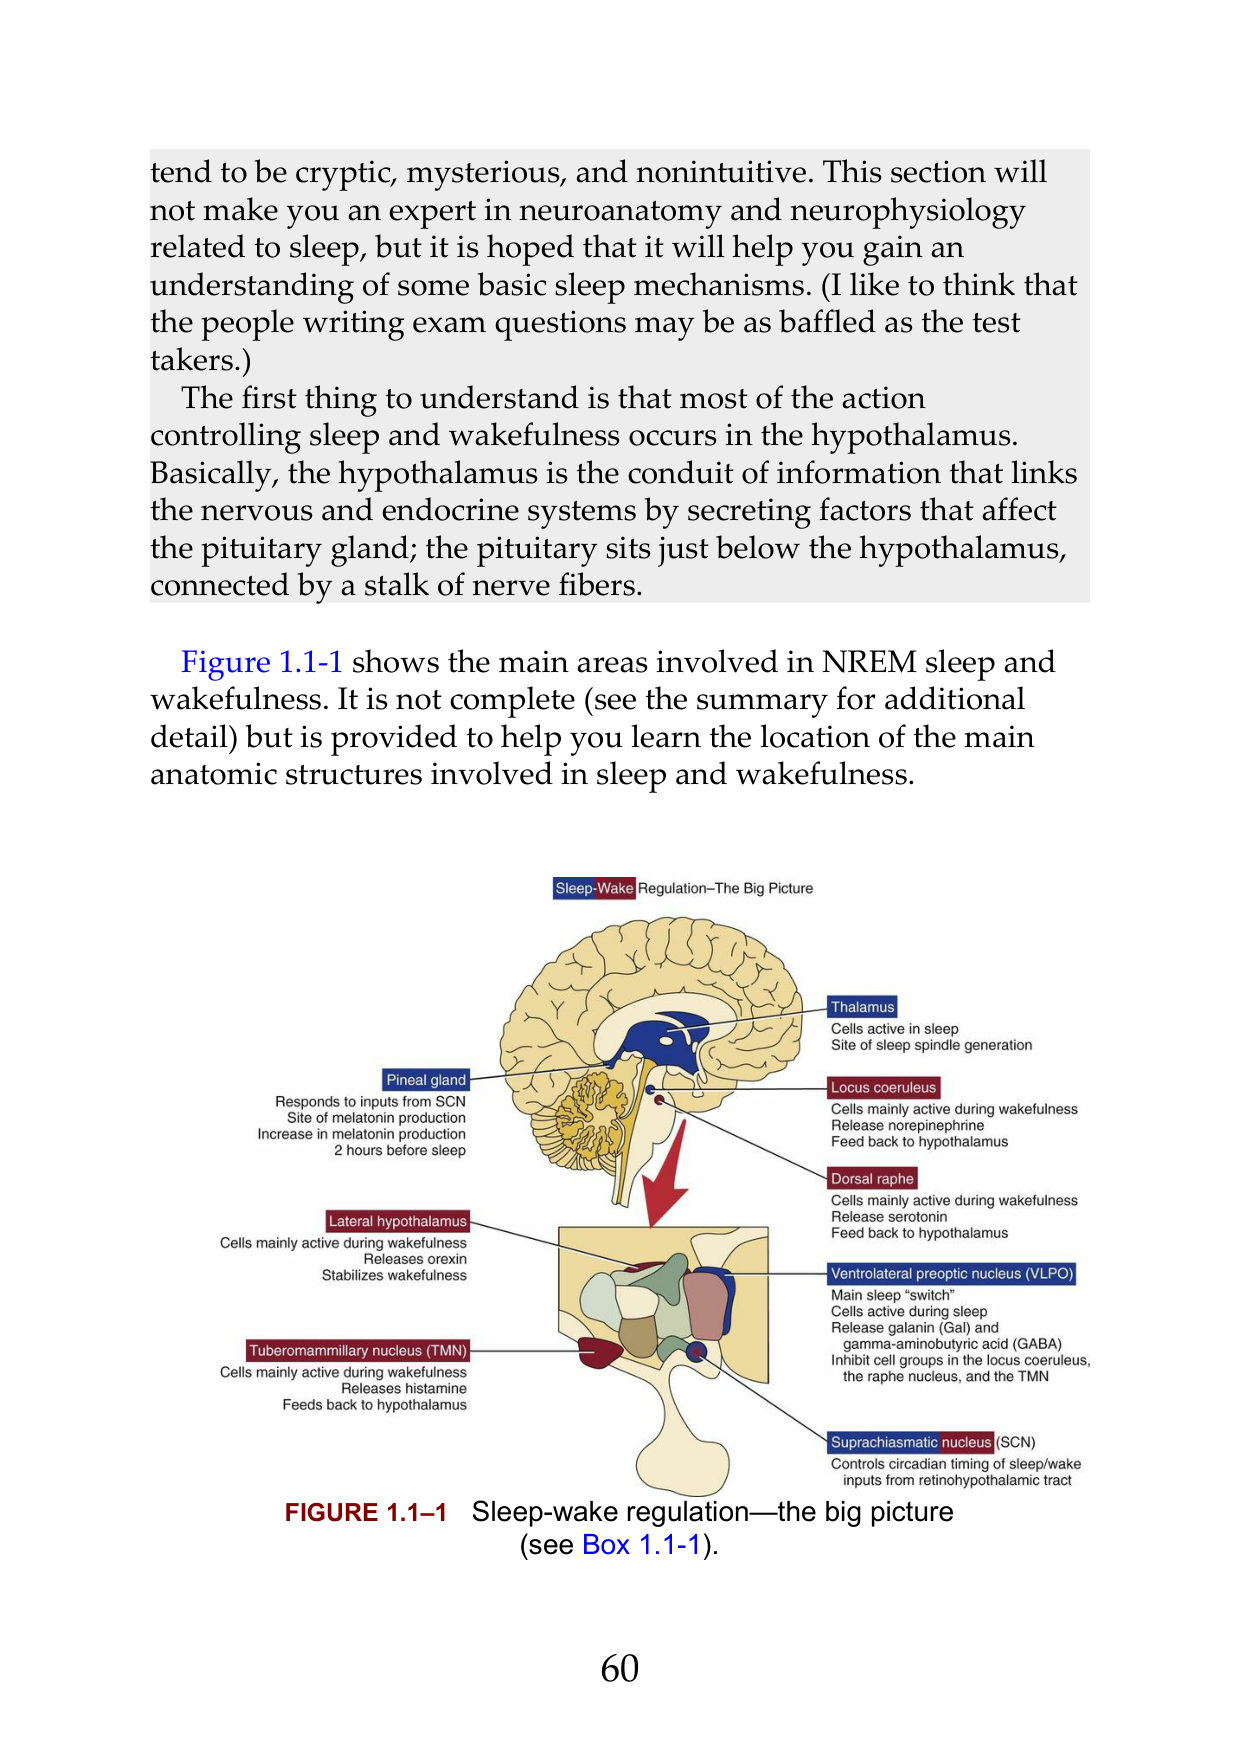 tend to be cryptic, mysterious, and nonintuitive. This section will
not make you an expert in neuroanatomy and neurophysiology
related to sleep, but it is hoped that it will help you gain an
understanding of some basic sleep mechanisms. (I like to think that
the people writing exam questions may be as baffled as the test
takers.)
The first thing to understand is that most of the action
controlling sleep and wakefulness occurs in the hypothalamus.
Basically, the hypothalamus is the conduit of information that links
the nervous and endocrine systems by secreting factors that affect
the pituitary gland; the pituitary sits just below the hypothalamus,
connected by a stalk of nerve fibers.
Figure 1.1-1 shows the main areas involved in NREM sleep and
wakefulness. It is not complete (see the summary for additional
detail) but is provided to help you learn the location of the main
anatomic structures involved in sleep and wakefulness.
Sleep-Wake Regulation–The Big Picture
Thalamus
Cells active in sleep
Site of sleep spindle generation
Pineal gland
Responds to inputs from SCN
Site of melatonin production
Increase in melatonin production
2 hours before sleep
Locus coeruleus
Cells mainly active during wakefulness
Release norepinephrine
Feed back to hypothalamus
Dorsal raphe
Cells mainly active during wakefulness
Release serotonin
Feed back to hypothalamus
Lateral hypothalamus
Cells mainly active during wakefulness
Releases orexin
Stabilizes wakefulness
Ventrolateral preoptic nucleus (VLPO)
Main sleep “switch”
Cells active during sleep
Release galanin (Gal) and
gamma-aminobutyric acid (GABA)
Inhibit cell groups in the locus coeruleus,
the raphe nucleus, and the TMN
Tuberomammillary nucleus (TMN)
Cells mainly active during wakefulness
Releases histamine
Feeds back to hypothalamus
Suprachiasmatic nucleus (SCN)
Controls circadian timing of sleep/wake
inputs from retinohypothalamic tract
FIGURE 1.1–1 Sleep-wake regulation—the big picture
(see Box 1.1-1).
60